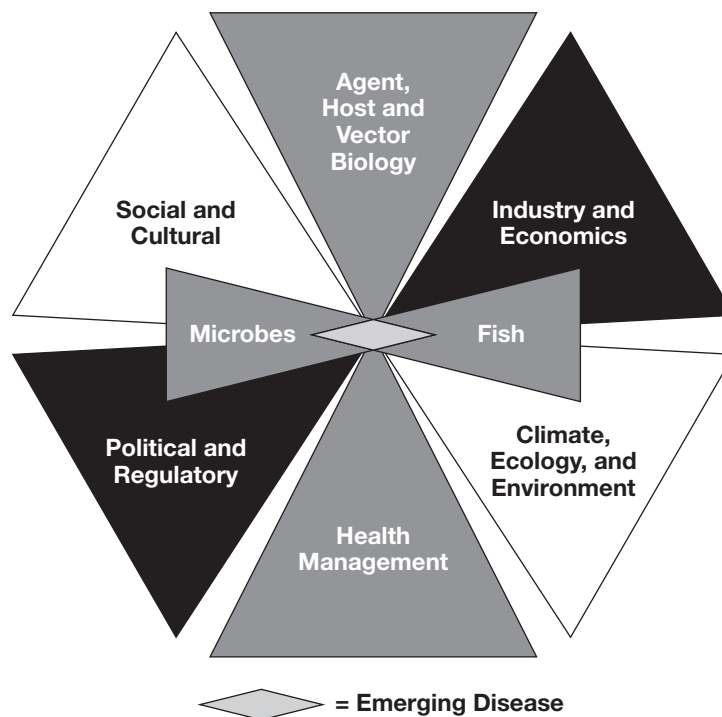 Agent,
Host and
Vector
Biology
Social and
Cultural
Industry and
Economics
Microbes
Fish
Political and
Regulatory
Climate,
Ecology, and
Environment
Health
Management
= Emerging Disease